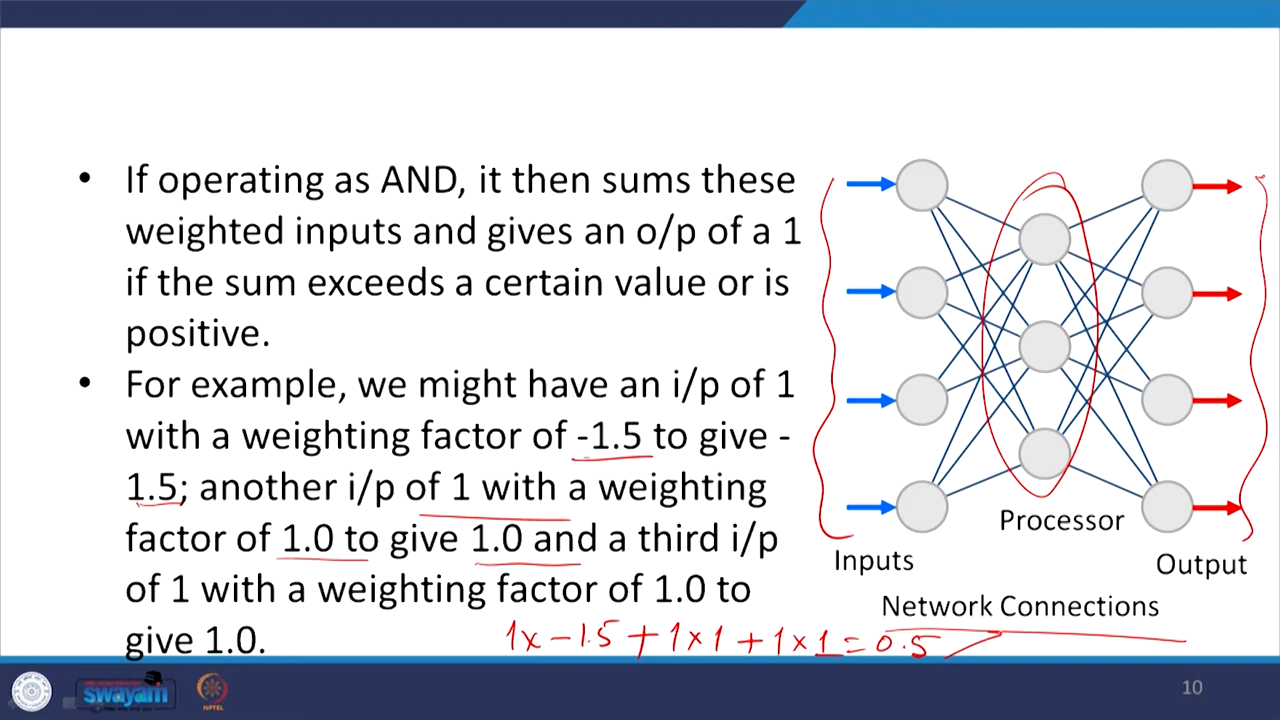 • If operating as AND, it then sums these
weighted inputs and gives an o/p of a 1
if the sum exceeds a certain value or is
positive.
• For example, we might have an i/p of 1
with a weighting factor of -1.5 to give -
1.5; another i/p of 1 with a weighting
factor of 1.0 to give 1.0 and a third i/p
of 1 with a weighting factor of 1.0 to
give 1.0.
1x -1.5 + 1x1 + 1x1 = 0.5
Processor
Inputs
Output
Network Connections
swayam
NPTEL
10